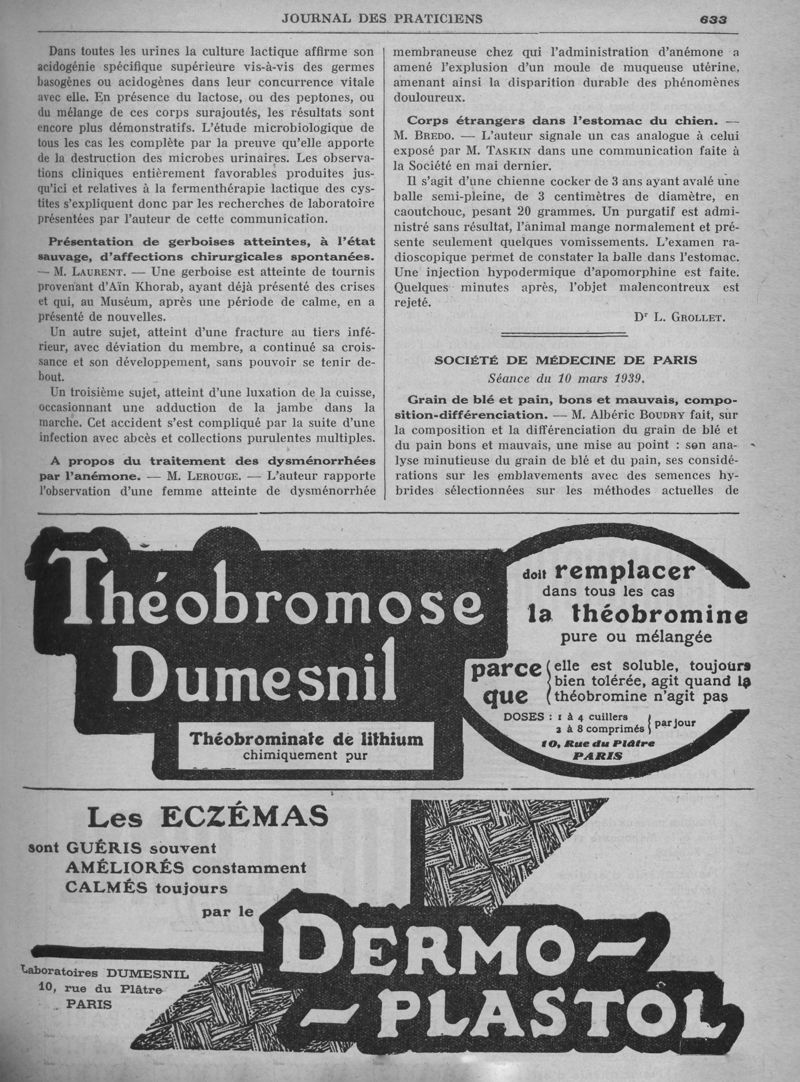 JOURNAL DES PRATICIENS
633
Dans toutes les urines la culture lactique affirme son
acidogénie spécifique supérieure vis-à-vis des germes
basogènes ou acidogènes dans leur concurrence vitale
avec elle. En présence du lactose, ou des peptones, ou
du mélange de ces corps surajoutés, les résultats sont
encore plus démonstratifs. L'étude microbiologique de
tous les cas les complète par la preuve qu'elle apporte
de la destruction des microbes urinaires. Les observa-
tions cliniques entièrement favorables produites jus-
qu'ici et relatives à la fermenthérapie lactique des cys-
tites s'expliquent donc par les recherches de laboratoire
présentées par l'auteur de cette communication.
Présentation de gerboises atteintes, à l'état
sauvage, d'affections chirurgicales spontanées.
— M. LAURENT. — Une gerboise est atteinte de tournis
provenant d'Aïn Khorab, ayant déjà présenté des crises
et qui, au Muséum, après une période de calme, en a
présenté de nouvelles.
Un autre sujet, atteint d'une fracture au tiers infé-
rieur, avec déviation du membre, a continué sa crois-
sance et son développement, sans pouvoir se tenir de-
bout.
Un troisième sujet, atteint d'une luxation de la cuisse,
occasionnant une adduction de la jambe dans la
marche. Cet accident s'est compliqué par la suite d'une
infection avec abcès et collections purulentes multiples.
A propos du traitement des dysménorrhées
par l'anémone. — M. LEROUGE. — L'auteur rapporte
l'observation d'une femme atteinte de dysménorrhée
membraneuse chez qui l'administration d'anémone a
amené l'explusion d'un moule de muqueuse utérine,
amenant ainsi la disparition durable des phénomènes
douloureux.
Corps étrangers dans l'estomac du chien. —
M. BREDO. — L'auteur signale un cas analogue à celui
exposé par M. TASKIN dans une communication faite à
la Société en mai dernier.
Il s'agit d'une chienne cocker de 3 ans ayant avalé une
balle semi-pleine, de 3 centimètres de diamètre, en
caoutchouc, pesant 20 grammes. Un purgatif est admi-
nistré sans résultat, l'animal mange normalement et pré-
sente seulement quelques vomissements. L'examen ra-
dioscopique permet de constater la balle dans l'estomac.
Une injection hypodermique d'apomorphine est faite.
Quelques minutes après, l'objet malencontreux est
rejeté.
Dr L. GROLLET.
SOCIÉTÉ DE MÉDECINE DE PARIS
Séance du 10 mars 1939.
Grain de blé et pain, bons et mauvais, compo-
sition-différenciation. — M. Albéric BOUDRY fait, sur
la composition et la différenciation du grain de blé et
du pain bons et mauvais, une mise au point : son ana-
lyse minutieuse du grain de blé et du pain, ses considé-
rations sur les emblavements avec des semences hy-
brides sélectionnées sur les méthodes actuelles de
Théobromose
Dumesnil
Théobrominate de lithium
chimiquement pur
doit remplacer
dans tous les cas
la théobromine
pure ou mélangée
parce que
elle est soluble, toujours
bien tolérée, agit quand la
théobromine n'agit pas
DOSES : 1 à 4 cuillers
2 à 8 comprimés
par jour
10, Rue du Plâtre
PARIS
Les ECZÉMAS
sont GUÉRIS souvent
AMÉLIORÉS constamment
CALMÉS toujours
par le
DERMO-
-PLASTOL
Laboratoires DUMESNIL
10, rue du Plâtre
PARIS